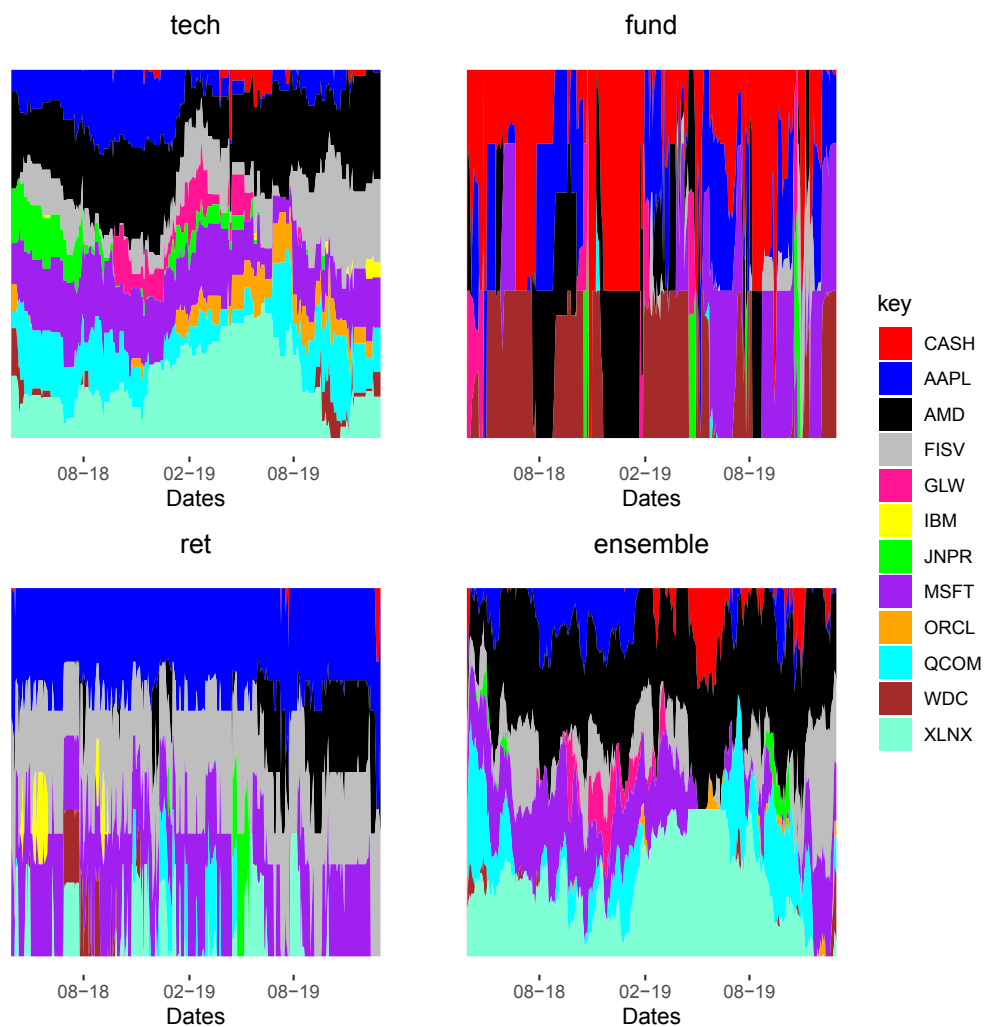 tech
fund
08−18
02−19
08−19
Dates
08−18
02−19
08−19
Dates
ret
ensemble
08−18
02−19
08−19
Dates
08−18
02−19
08−19
Dates
key
CASH
AAPL
AMD
FISV
GLW
IBM
JNPR
MSFT
ORCL
QCOM
WDC
XLNX